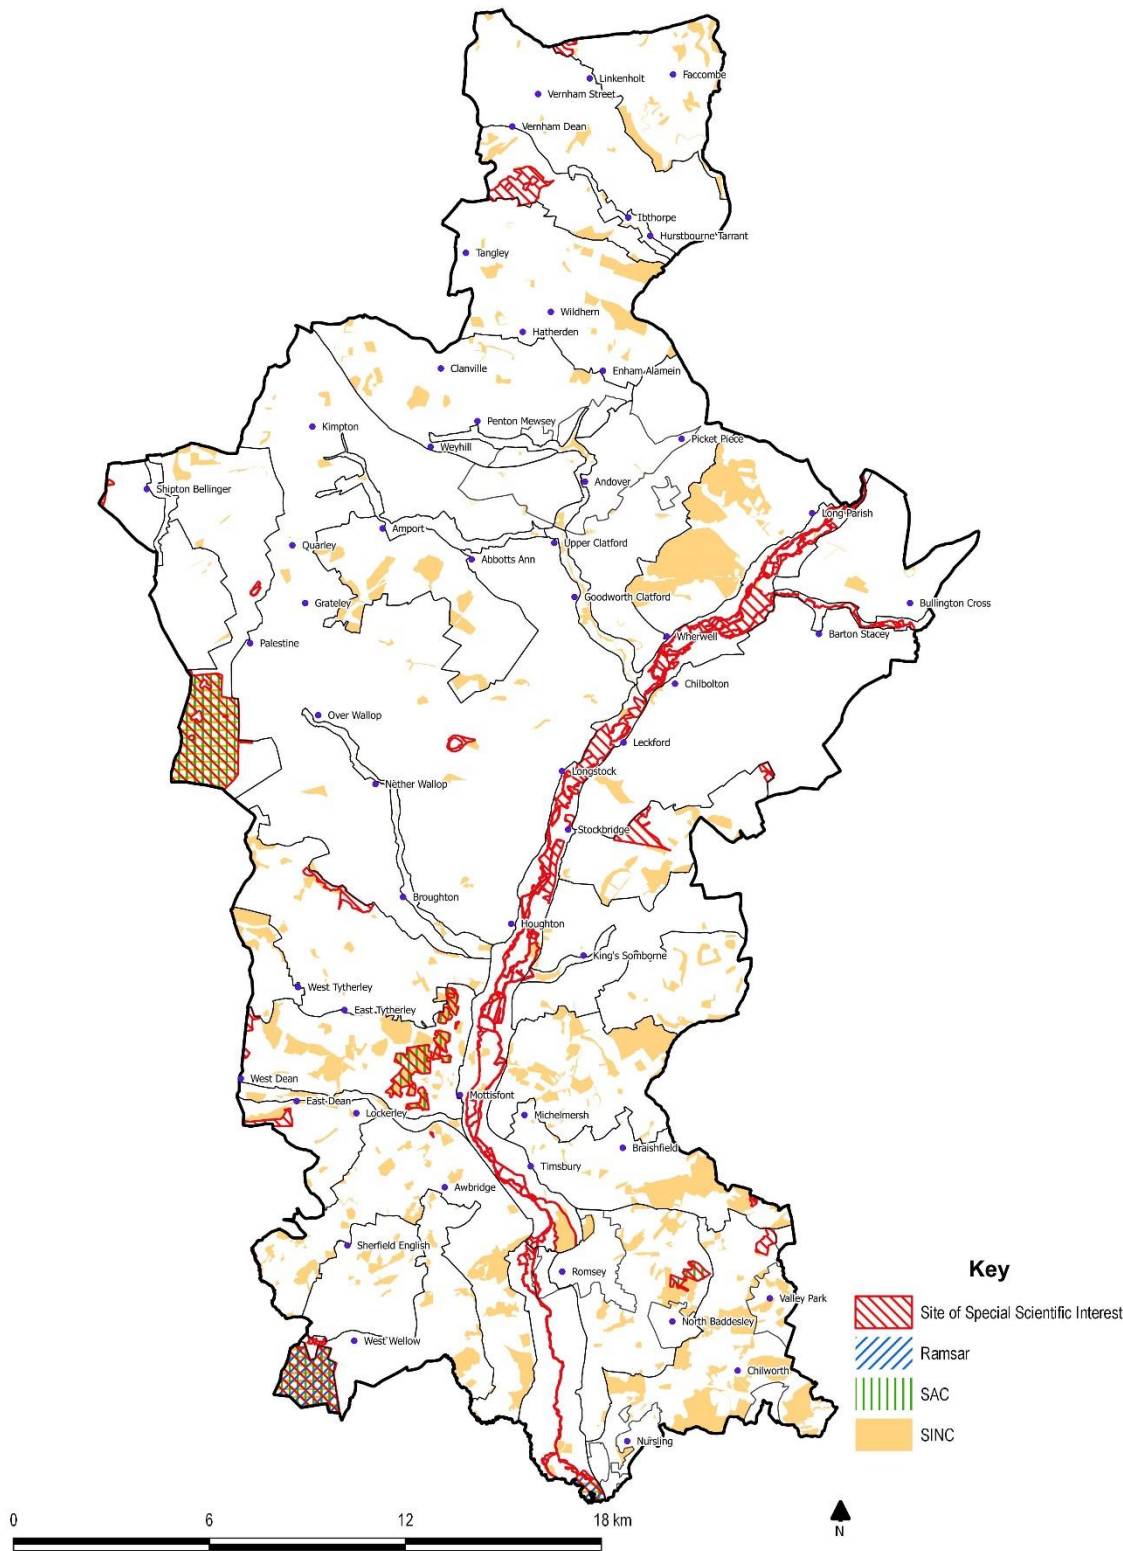 Linkenholt
Faccombe
Vernham Street
Vernham Dean
Ibthorpe
Hurstbourne Tarrant
Tangley
Wildhern
Hatherden
Clanville
Enham Alamein
Penton Mewsey
Kimpton
Weyhill
Picket Piece
Andover
Shipton Bellinger
Long Parish
Amport
Upper Clatford
Quarley
Abbotts Ann
Goodworth Clatford
Grateley
Bullington Cross
Wherwell
Barton Stacey
Palestine
Chilbolton
Over Wallop
Leckford
Longstock
Nether Wallop
Stockbridge
Broughton
Houghton
King's Somborne
West Tytherley
East Tytherley
West Dean
Mottisfont
East Dean
Lockerley
Michelmersh
Braishfield
Timsbury
Awbridge
Sherfield English
Romsey
Valley Park
North Baddesley
West Wellow
Chilworth
Nursling
Key
Site of Special Scientific Interest
Ramsar
SAC
SINC
0 6 12 18 km
N